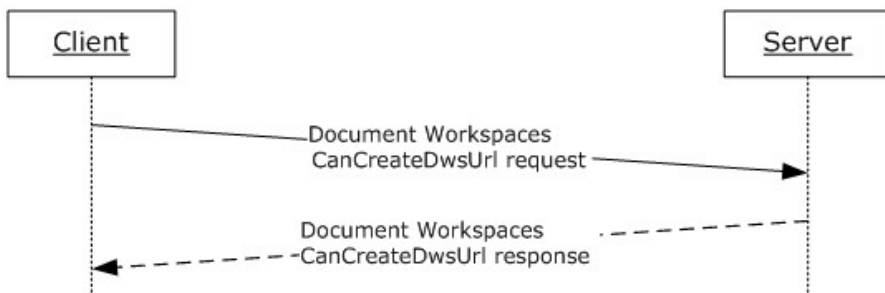 Client
Server
Document Workspaces
CanCreateDwsUrl request
Document Workspaces
CanCreateDwsUrl response